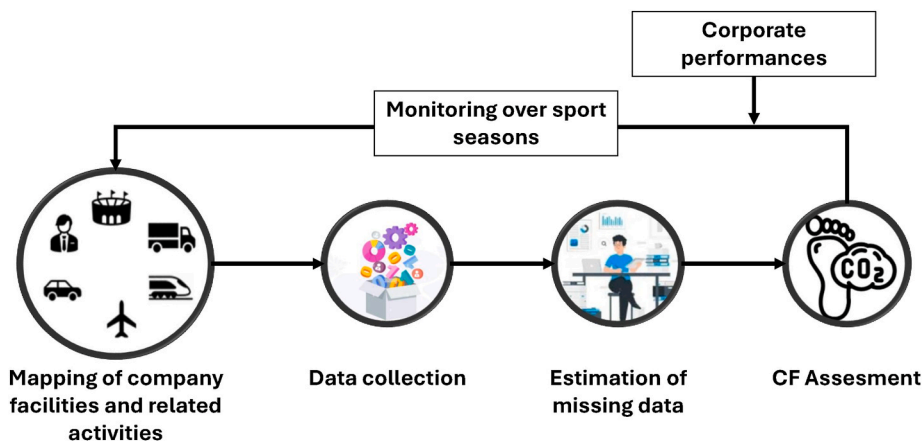 Corporate
performances
Monitoring over sport
seasons
CO2
Mapping of company
facilities and related
activities
Data collection
Estimation of
missing data
CF Assesment